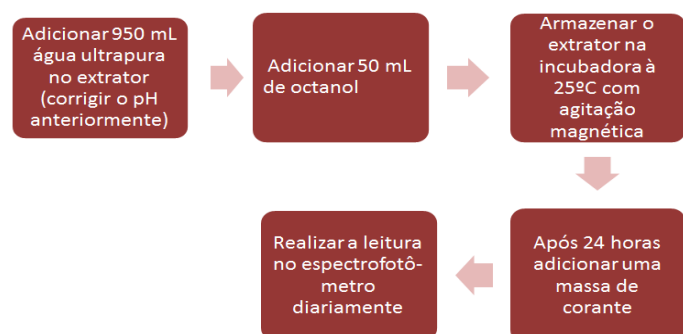 Adicionar 950 mL
água ultrapura
no extrator
(corrigir o pH
anteriormente)
Adicionar 50 mL
de octanol
Armazenar o
extrator na
incubadora à
25ºC com
agitação
magnética
Após 24 horas
adicionar uma
massa de
corante
Realizar a leitura
no espectrofotô-
metro
diariamente